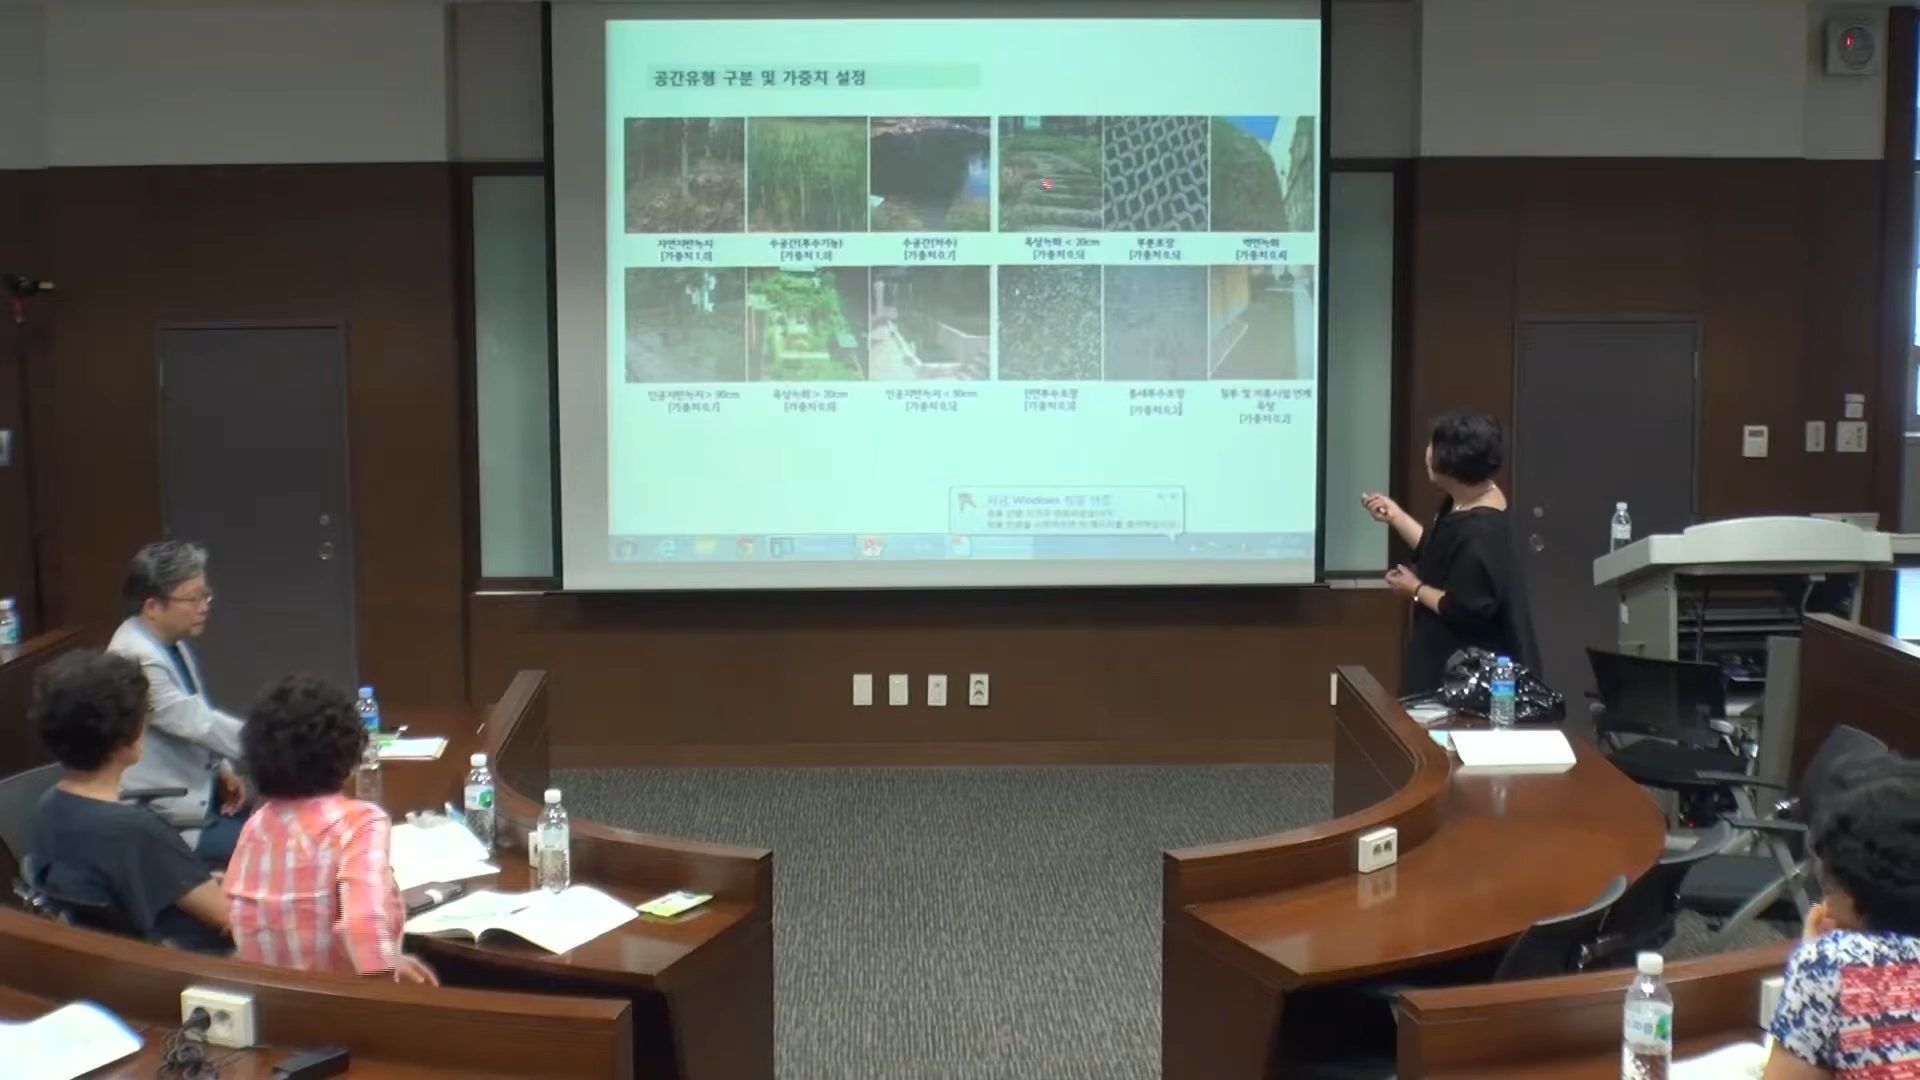 공간유형 구분 및 가중치 설정
자연지반녹지
[가중치 1.0]
수공간(투수기능)
[가중치 1.0]
수공간(차수)
[가중치 0.7]
옥상녹화 < 20cm
[가중치 0.5]
부분포장
[가중치 0.5]
벽면녹화
[가중치 0.4]
인공지반녹지 > 90cm
[가중치 0.7]
옥상녹화 > 20cm
[가중치 0.6]
인공지반녹지 < 90cm
[가중치 0.5]
전면투수포장
[가중치 0.3]
틈새투수포장
[가중치
옥상
[가중치 0.2]
Windows